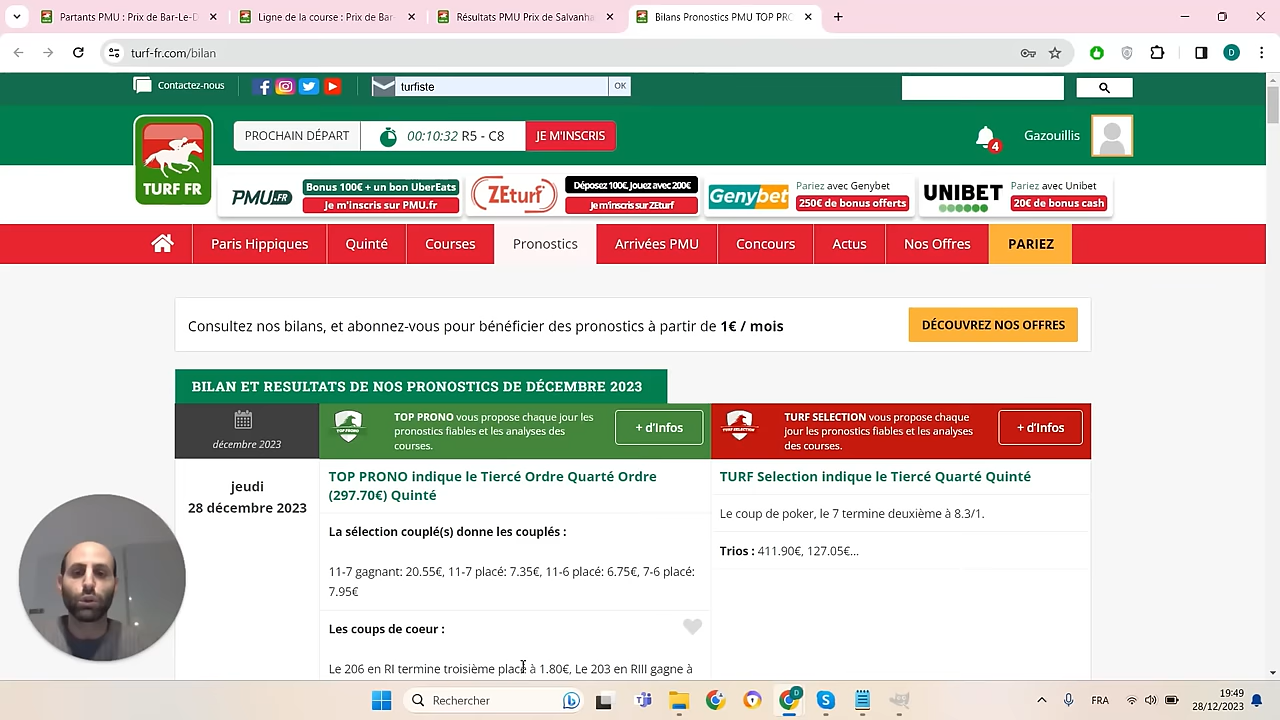 Partants PMU : Prix de Bar-Le-D
Ligne de la course : Prix de Bar-
Résultats PMU Prix de Salvanha
Bilans Pronostics PMU TOP PRO
turf-fr.com/bilan
D
Contactez-nous
turfiste
OK
PROCHAIN DÉPART
00:10:32 R5 - C8
JE M'INSCRIS
4
Gazouillis
TURF FR
PMU.FR
Bonus 100€ + un bon UberEats
Je m'inscris sur PMU.fr
ZEturf
Déposez 100€, Jouez avec 200€
Je m'inscris sur ZEturf
Genybet
Pariez avec Genybet
250€ de bonus offerts
UNIBET
Pariez avec Unibet
20€ de bonus cash
Paris Hippiques
Quinté
Courses
Pronostics
Arrivées PMU
Concours
Actus
Nos Offres
PARIEZ
Consultez nos bilans, et abonnez-vous pour bénéficier des pronostics à partir de 1€ / mois
DÉCOUVREZ NOS OFFRES
BILAN ET RESULTATS DE NOS PRONOSTICS DE DÉCEMBRE 2023
décembre 2023
TOP PRONO
TOP PRONO vous propose chaque jour les
pronostics fiables et les analyses des
courses.
+ d'Infos
TURF SELECTION
TURF SELECTION vous propose chaque
jour les pronostics fiables et les analyses
des courses.
+ d'Infos
jeudi
28 décembre 2023
TOP PRONO indique le Tiercé Ordre Quarté Ordre
(297.70€) Quinté
La sélection couplé(s) donne les couplés :
11-7 gagnant: 20.55€, 11-7 placé: 7.35€, 11-6 placé: 6.75€, 7-6 placé:
7.95€
Les coups de coeur :
Le 206 en RI termine troisième placé à 1.80€, Le 203 en RIII gagne à
TURF Selection indique le Tiercé Quarté Quinté
Le coup de poker, le 7 termine deuxième à 8.3/1.
Trios : 411.90€, 127.05€...
Rechercher
D
FRA
19:49
28/12/2023